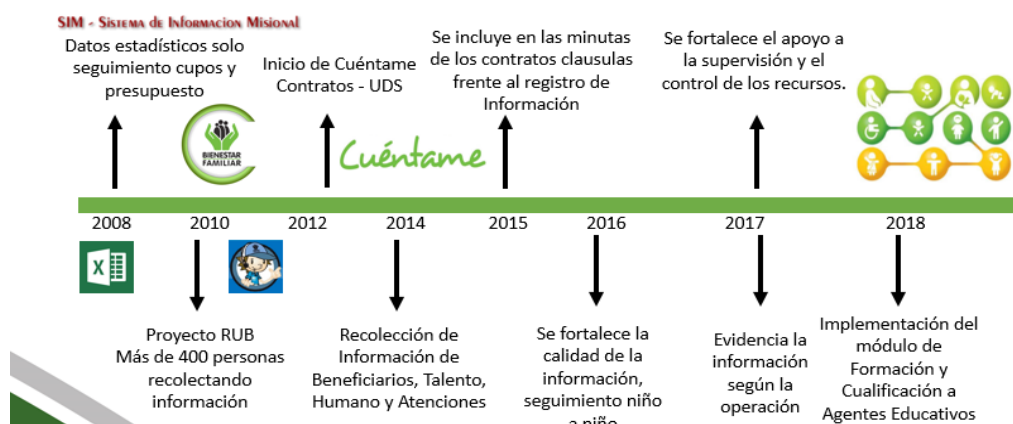 SIM - Sistema de Informacion Misional
Datos estadísticos solo
seguimiento cupos y
presupuesto
Inicio de Cuéntame
Contratos - UDS
Se incluye en las minutas
de los contratos clausulas
frente al registro de
Información
Se fortalece el apoyo a
la supervisión y el
control de los recursos.
BIENESTAR
FAMILIAR
Cuéntame
2008
2010
2012
2014
2015
2016
2017
2018
X
Proyecto RUB
Más de 400 personas
recolectando
información
Recolección de
Información de
Beneficiarios, Talento,
Humano y Atenciones
Se fortalece la
calidad de la
información,
seguimiento niño
a niño
Evidencia la
información
según la
operación
Implementación del
módulo de
Formación y
Cualificación a
Agentes Educativos